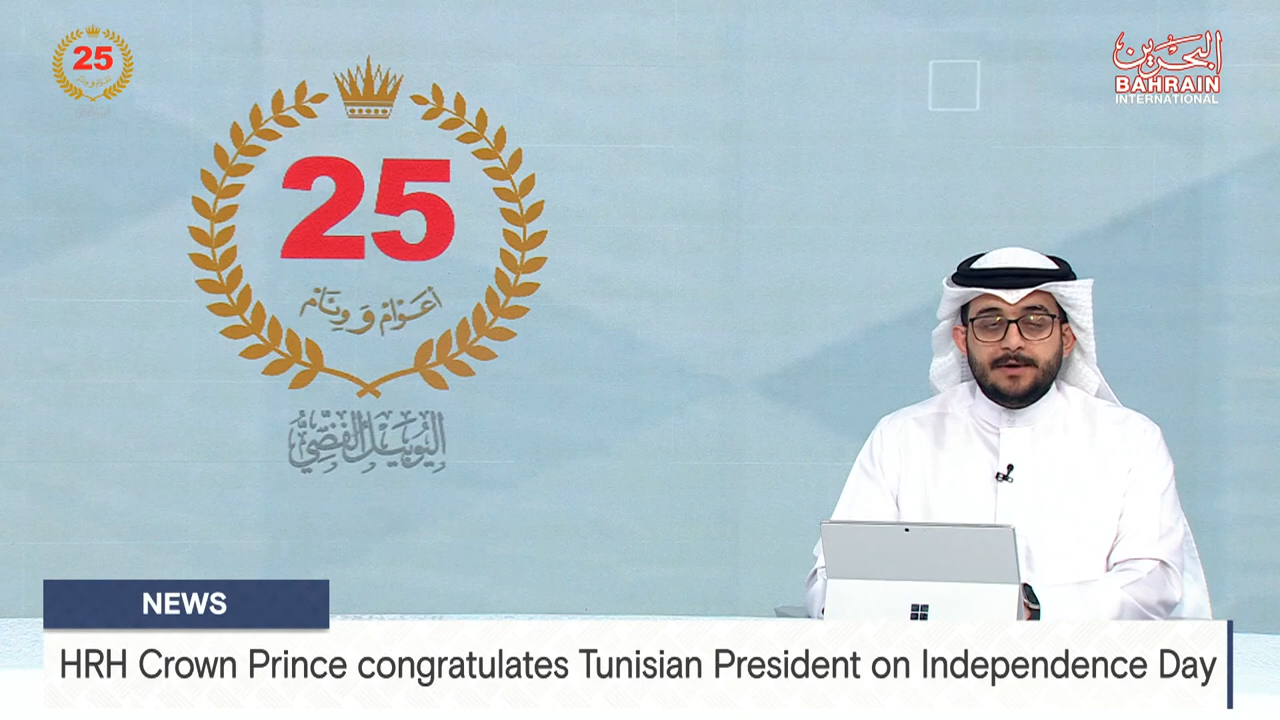 25
البحرين
BAHRAIN
INTERNATIONAL
25
أعوام و وئام
اليوبيل الفضي
NEWS
HRH Crown Prince congratulates Tunisian President on Independence Day